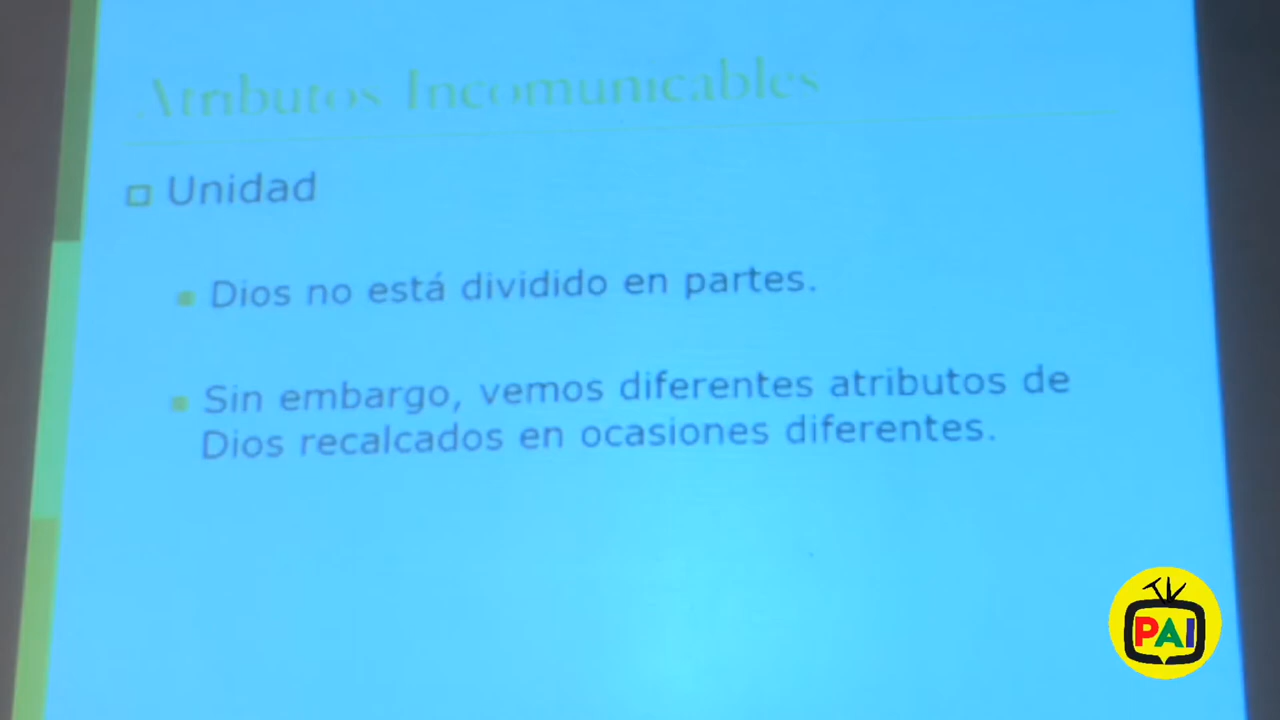 Atributos Incomunicables
Unidad
Dios no está dividido en partes.
Sin embargo, vemos diferentes atributos de
Dios recalcados en ocasiones diferentes.
TV
PAI